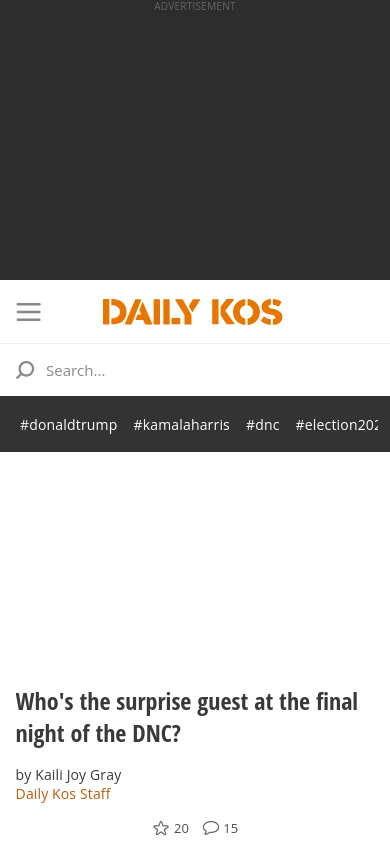 ADVERTISEMENT
DAILY KOS
Search...
#donaldtrump #kamalaharris #dnc #election202
Who's the surprise guest at the final
night of the DNC?
by Kaili Joy Gray
Daily Kos Staff
20 15